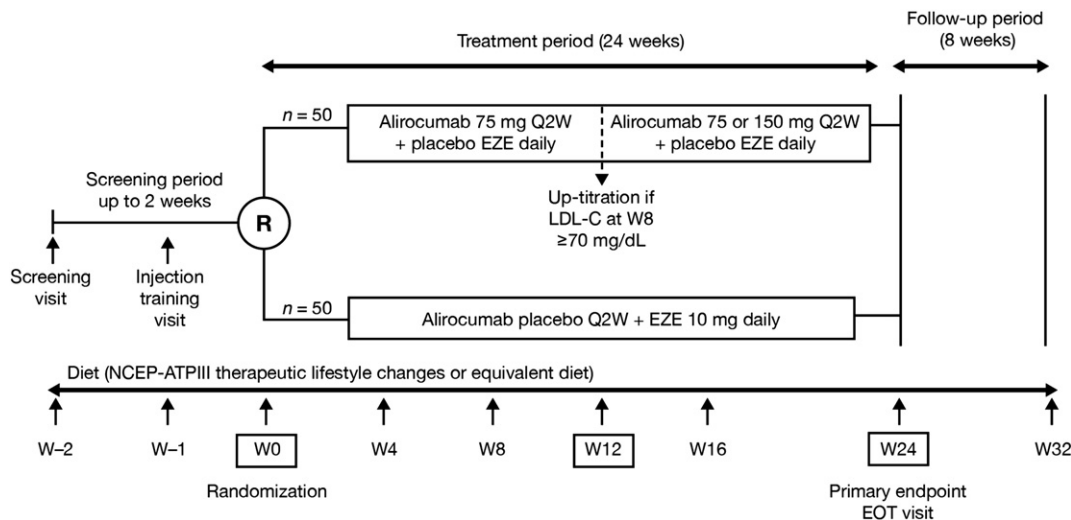 Treatment period (24 weeks)
Follow-up period
(8 weeks)
n = 50
Alirocumab 75 mg Q2W
+ placebo EZE daily
Alirocumab 75 or 150 mg Q2W
+ placebo EZE daily
Screening period
up to 2 weeks
R
Up-titration if
LDL-C at W8
≥70 mg/dL
Screening
visit
Injection
training
visit
n = 50
Alirocumab placebo Q2W + EZE 10 mg daily
Diet (NCEP-ATPIII therapeutic lifestyle changes or equivalent diet)
W–2
W–1
W0
W4
W8
W12
W16
W24
W32
Randomization
Primary endpoint
EOT visit